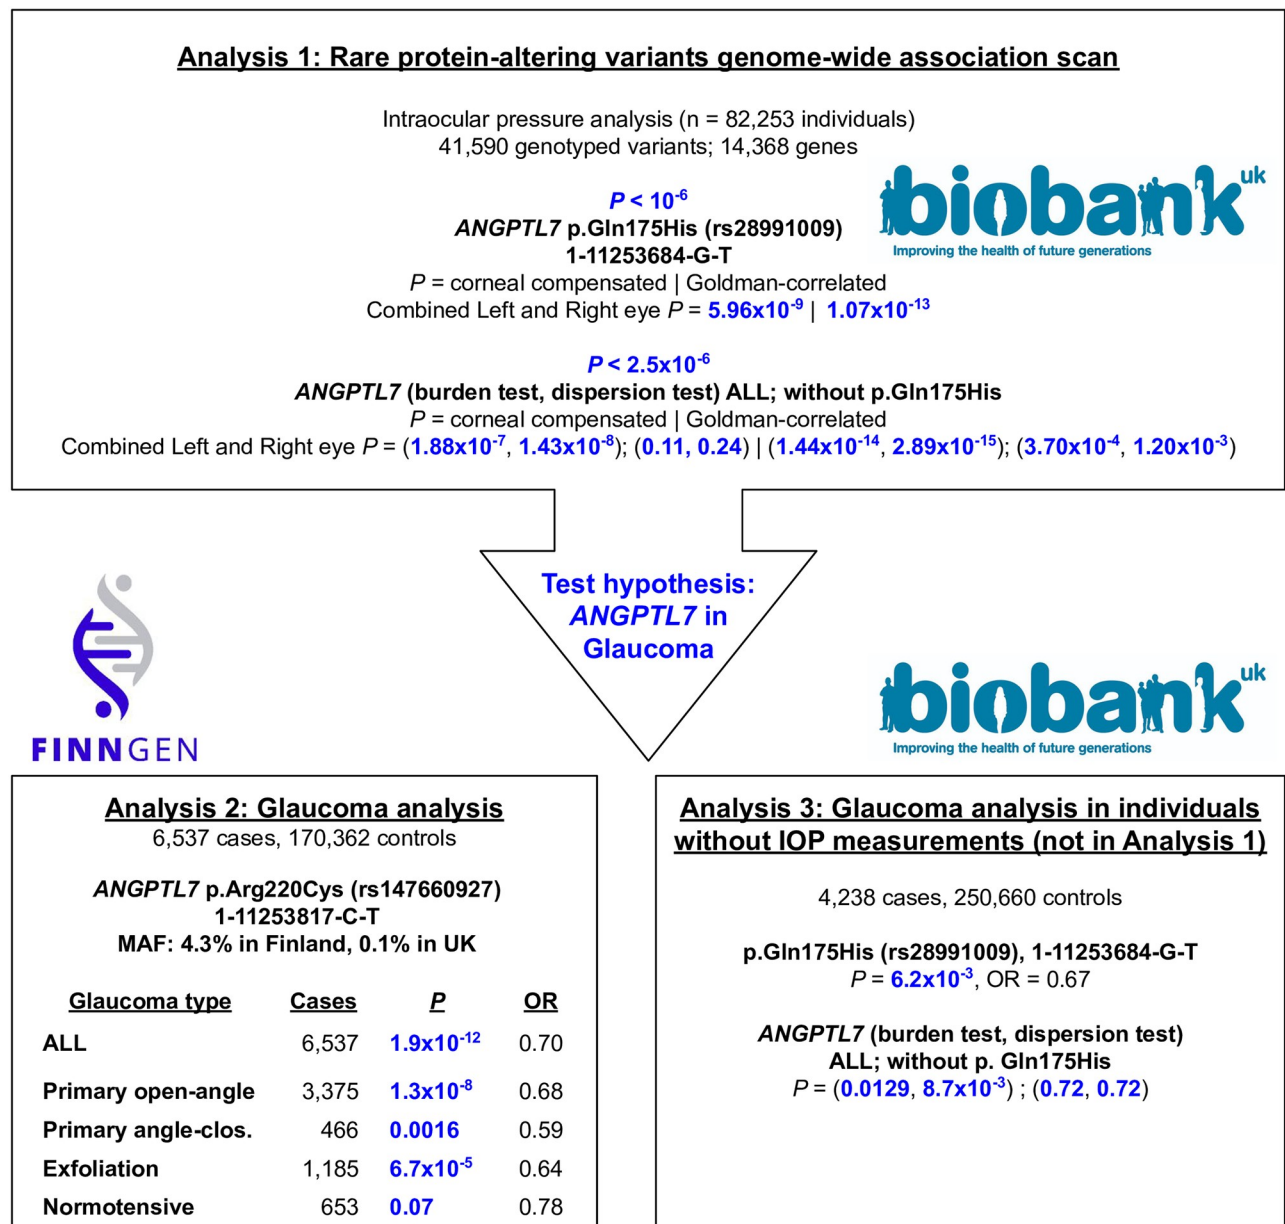 Analysis 1: Rare protein-altering variants genome-wide association scan
Intraocular pressure analysis (n = 82,253 individuals)
41,590 genotyped variants; 14,368 genes
P < 10⁻⁶
ANGPTL7 p.Gln175His (rs28991009)
1-11253684-G-T
P = corneal compensated | Goldman-correlated
Combined Left and Right eye P = 5.96x10⁻⁹ | 1.07x10⁻¹³
biobank uk
Improving the health of future generations
P < 2.5x10⁻⁶
ANGPTL7 (burden test, dispersion test) ALL; without p.Gln175His
P = corneal compensated | Goldman-correlated
Combined Left and Right eye P = (1.88x10⁻⁷, 1.43x10⁻⁸); (0.11, 0.24) | (1.44x10⁻¹⁴, 2.89x10⁻¹⁵); (3.70x10⁻⁴, 1.20x10⁻³)
Test hypothesis:
ANGPTL7 in
Glaucoma
FINNGEN
biobank uk
Improving the health of future generations
Analysis 2: Glaucoma analysis
6,537 cases, 170,362 controls
ANGPTL7 p.Arg220Cys (rs147660927)
1-11253817-C-T
MAF: 4.3% in Finland, 0.1% in UK
Glaucoma type Cases P OR
ALL 6,537 1.9x10⁻¹² 0.70
Primary open-angle 3,375 1.3x10⁻⁸ 0.68
Primary angle-clos. 466 0.0016 0.59
Exfoliation 1,185 6.7x10⁻⁵ 0.64
Normotensive 653 0.07 0.78
Analysis 3: Glaucoma analysis in individuals
without IOP measurements (not in Analysis 1)
4,238 cases, 250,660 controls
p.Gln175His (rs28991009), 1-11253684-G-T
P = 6.2x10⁻³, OR = 0.67
ANGPTL7 (burden test, dispersion test)
ALL; without p. Gln175His
P = (0.0129, 8.7x10⁻³) ; (0.72, 0.72)